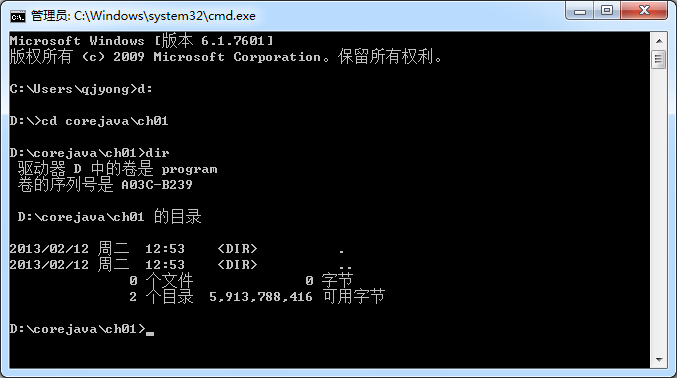 管理员: C:\Windows\system32\cmd.exe
Microsoft Windows [版本 6.1.7601]
版权所有 (c) 2009 Microsoft Corporation。保留所有权利。
C:\Users\qjyong>d:
D:\>cd corejava\ch01
D:\corejava\ch01>dir
驱动器 D 中的卷是 program
卷的序列号是 A03C-B239
D:\corejava\ch01 的目录
2013/02/12 周二  12:53    <DIR>          .
2013/02/12 周二  12:53    <DIR>          ..
0 个文件              0 字节
2 个目录  5,913,788,416 可用字节
D:\corejava\ch01>